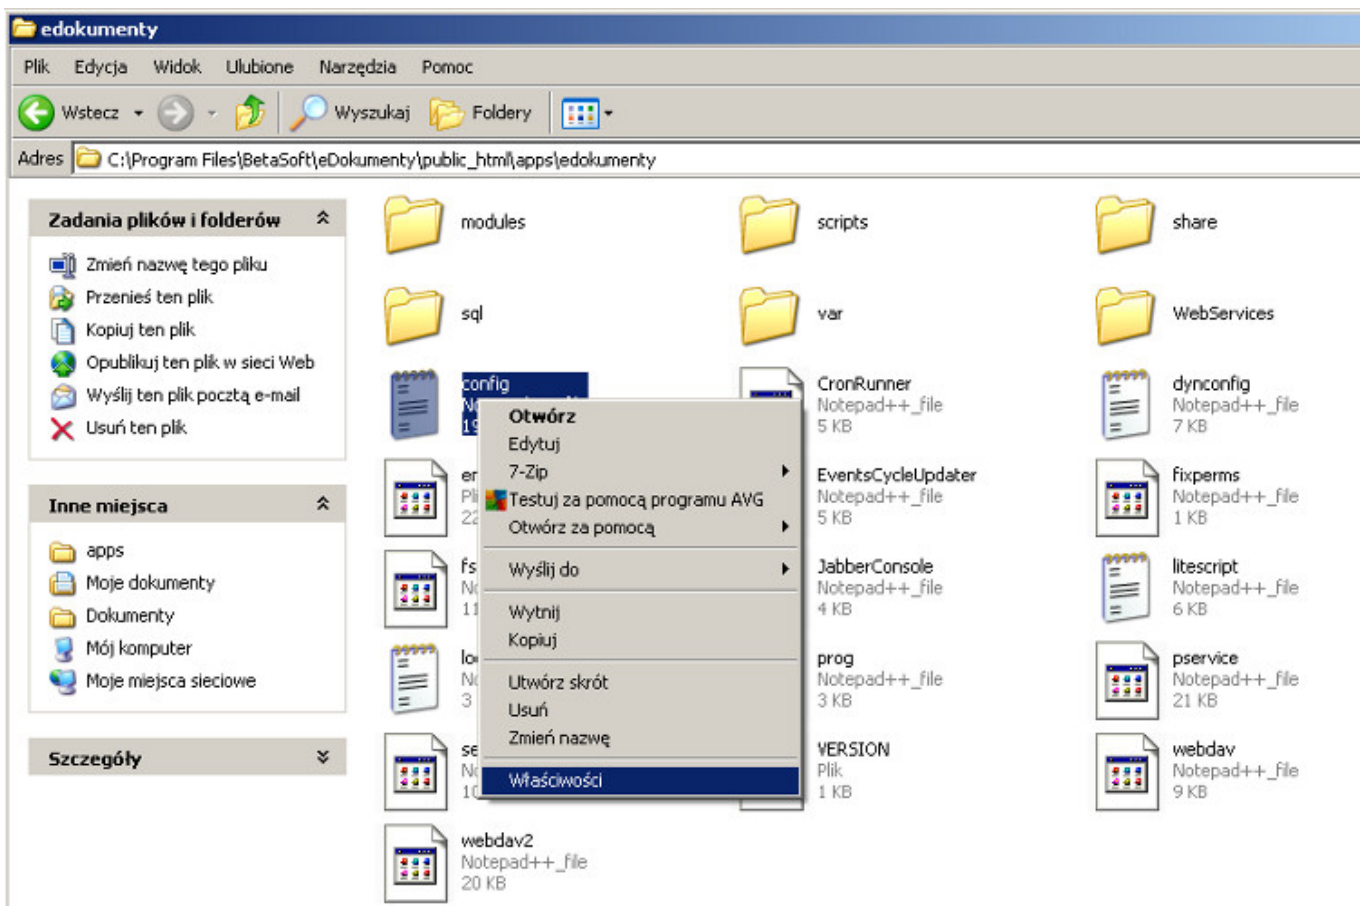 edokumenty
Plik Edycja Widok Ulubione Narzędzia Pomoc
Wstecz Wyszukaj Foldery
Adres C:\Program Files\BetaSoft\eDokumenty\public_html\apps\edokumenty
Zadania plików i folderów
Zmień nazwę tego pliku
Przenieś ten plik
Kopiuj ten plik
Opublikuj ten plik w sieci Web
Wyślij ten plik pocztą e-mail
Usuń ten plik
Inne miejsca
apps
Moje dokumenty
Dokumenty
Mój komputer
Moje miejsca sieciowe
Szczegóły
modules
scripts
share
sql
var
WebServices
config
CronRunner
Notepad++_file
5 KB
dynconfig
Notepad++_file
7 KB
EventsCycleUpdater
Notepad++_file
5 KB
fixperms
Notepad++_file
1 KB
JabberConsole
Notepad++_file
4 KB
litescript
Notepad++_file
6 KB
prog
Notepad++_file
3 KB
pservice
Notepad++_file
21 KB
VERSION
Plik
1 KB
webdav
Notepad++_file
9 KB
webdav2
Notepad++_file
20 KB
Otwórz
Edytuj
7-Zip
Testuj za pomocą programu AVG
Otwórz za pomocą
Wyślij do
Wytnij
Kopiuj
Utwórz skrót
Usuń
Zmień nazwę
Właściwości